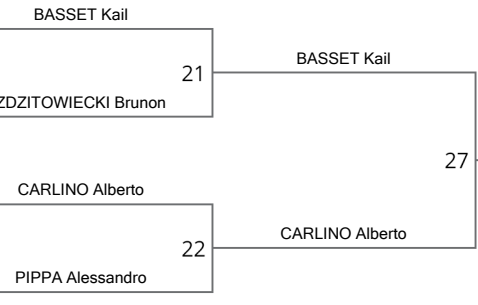 BASSET Kail
BASSET Kail
21
ZDZITOWIECKI Brunon
27
CARLINO Alberto
CARLINO Alberto
22
PIPPA Alessandro